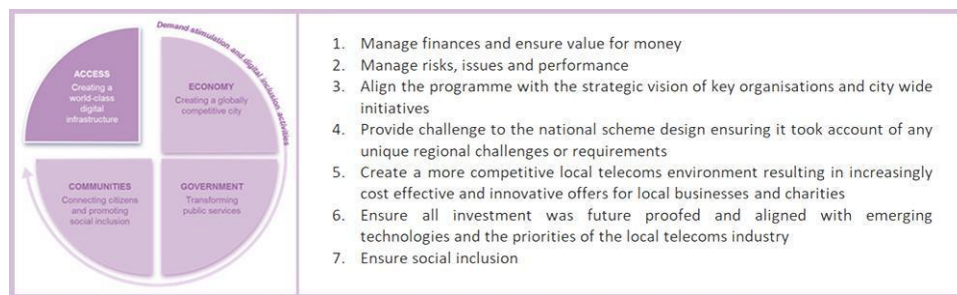 Demand stimulation and digital inclusion activities
ACCESS
Creating a
world-class
digital
infrastructure
ECONOMY
Creating a globally
competitive city
COMMUNITIES
Connecting citizens
and promoting
social inclusion
GOVERNMENT
Transforming
public services
1. Manage finances and ensure value for money
2. Manage risks, issues and performance
3. Align the programme with the strategic vision of key organisations and city wide
initiatives
4. Provide challenge to the national scheme design ensuring it took account of any
unique regional challenges or requirements
5. Create a more competitive local telecoms environment resulting in increasingly
cost effective and innovative offers for local businesses and charities
6. Ensure all investment was future proofed and aligned with emerging
technologies and the priorities of the local telecoms industry
7. Ensure social inclusion